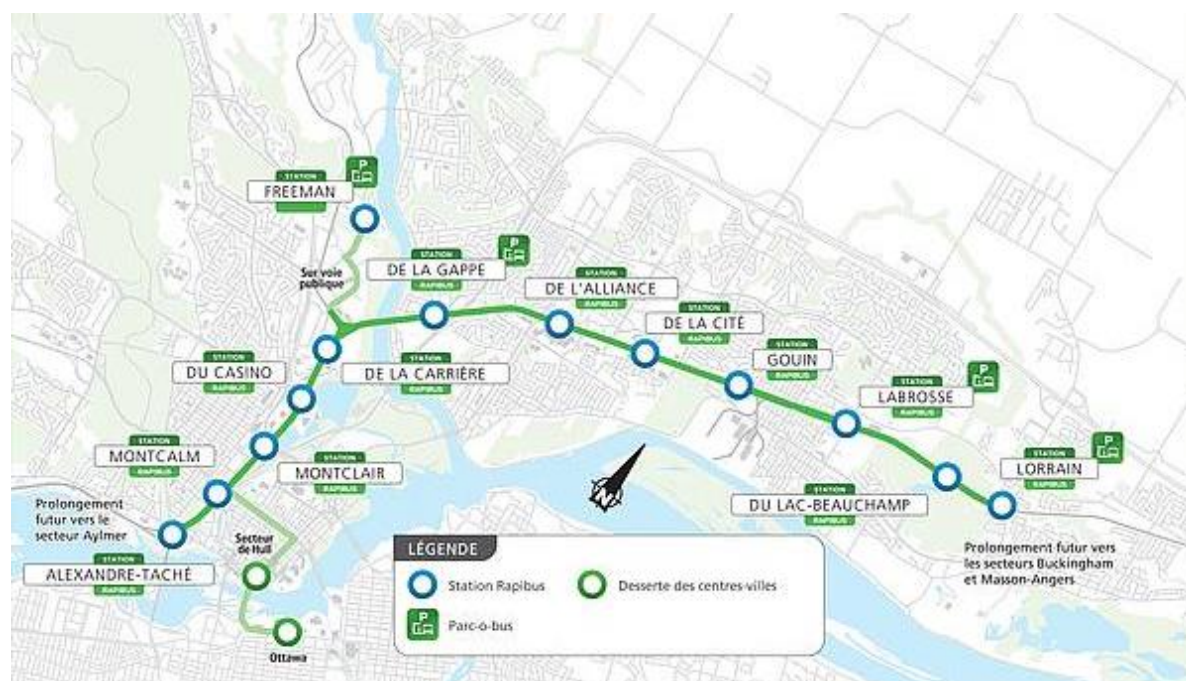 STATION
FREEMAN
P
Sur voie
publique
STATION
DE LA GAPPE
RAPIBUS
P
STATION
DE L'ALLIANCE
RAPIBUS
STATION
DE LA CITÉ
RAPIBUS
STATION
GOUIN
RAPIBUS
STATION
DU CASINO
RAPIBUS
STATION
DE LA CARRIÈRE
RAPIBUS
STATION
LABROSSE
RAPIBUS
P
STATION
MONTCALM
RAPIBUS
STATION
MONTCLAIR
RAPIBUS
STATION
LORRAIN
RAPIBUS
P
STATION
DU LAC-BEAUCHAMP
RAPIBUS
N
Prolongement
futur vers le
secteur Aylmer
STATION
ALEXANDRE-TACHÉ
RAPIBUS
Secteur
de Hull
Ottawa
Prolongement futur vers
les secteurs Buckingham
et Masson-Angers
LÉGENDE
Station Rapibus
Desserte des centres-villes
P
Parc-o-bus